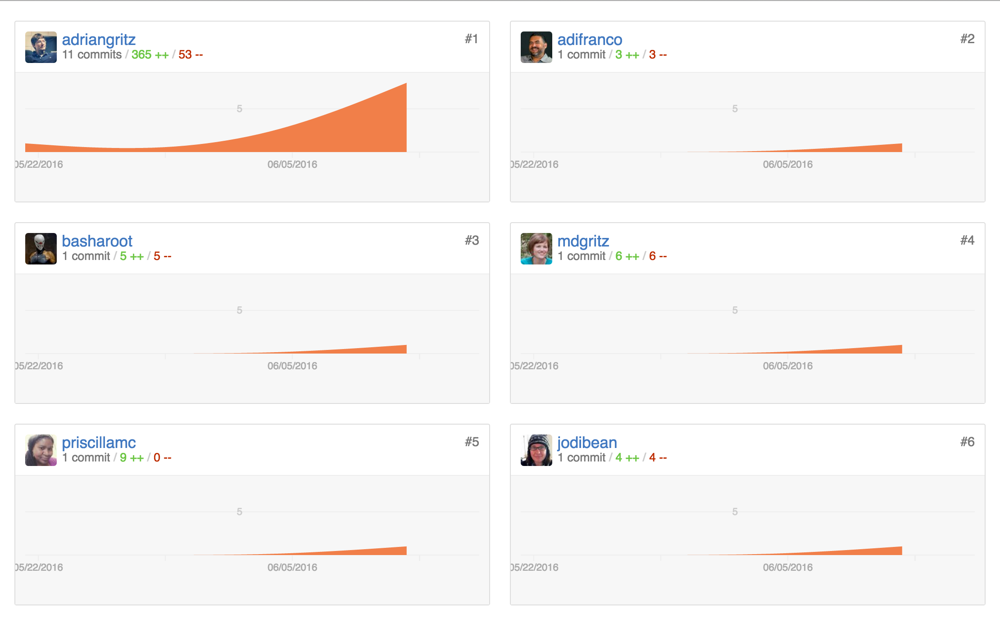 adriangritz #1
11 commits / 365 ++ / 53 --
5
05/22/2016 06/05/2016
adifranco #2
1 commit / 3 ++ / 3 --
5
05/22/2016 06/05/2016
basharoot #3
1 commit / 5 ++ / 5 --
5
05/22/2016 06/05/2016
mdgritz #4
1 commit / 6 ++ / 6 --
5
05/22/2016 06/05/2016
priscillamc #5
1 commit / 9 ++ / 0 --
5
05/22/2016 06/05/2016
jodibean #6
1 commit / 4 ++ / 4 --
5
05/22/2016 06/05/2016